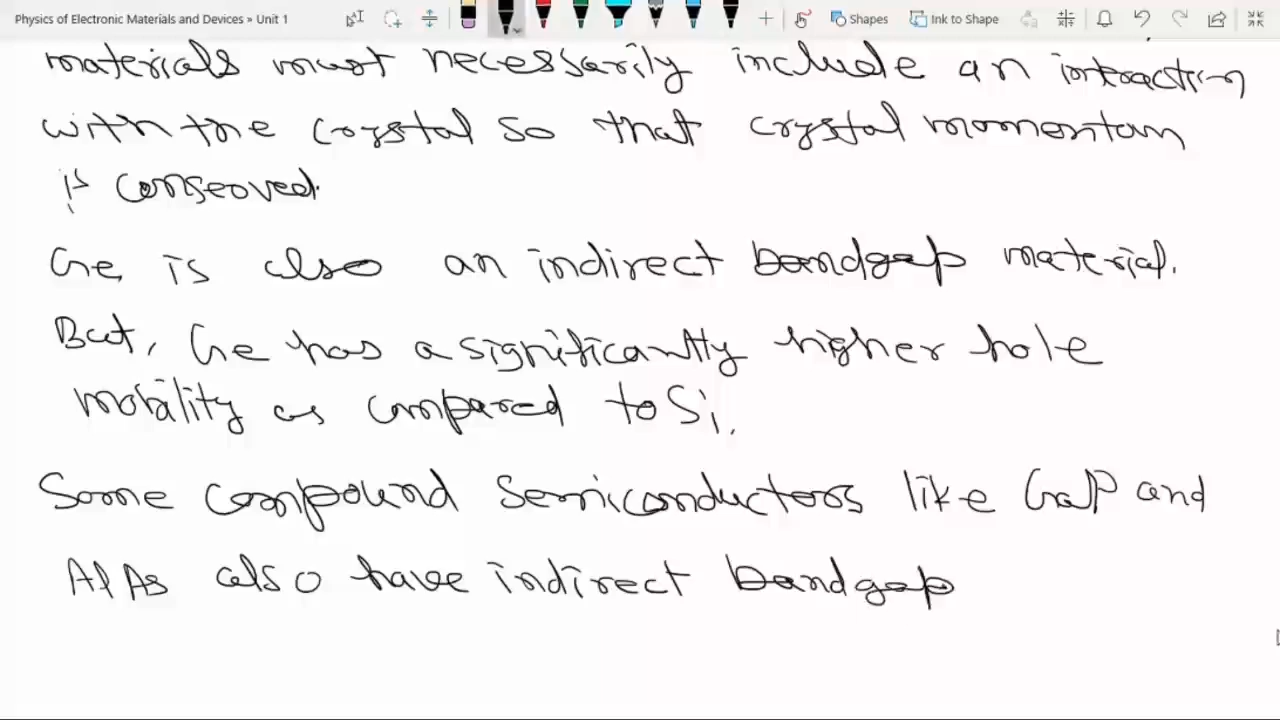 Physics of Electronic Materials and Devices » Unit 1
Shapes
Ink to Shape
materials must necessarily include an interaction
with the crystal so that crystal momentum
is conserved.
Ge is also an indirect bandgap material.
But, Ge has a significantly higher hole
mobility as compared to Si.
Some compound semiconductors like GaP and
AlAs also have indirect bandgap